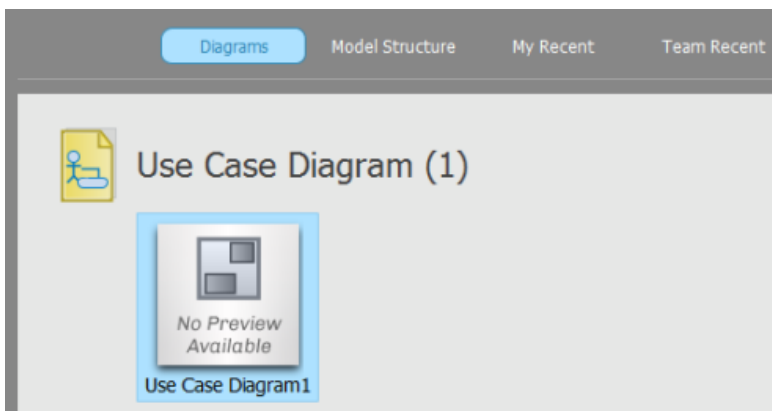 Diagrams Model Structure My Recent Team Recent
Use Case Diagram (1)
No Preview
Available
Use Case Diagram1